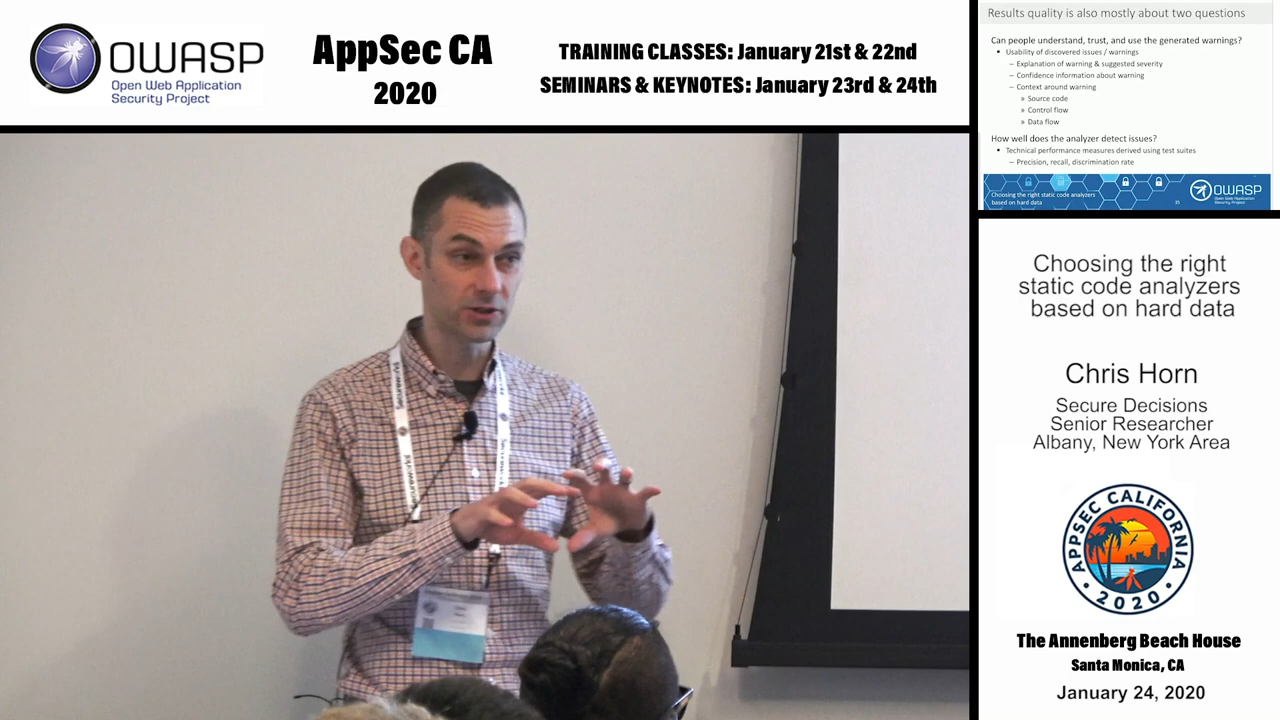 OWASP
Open Web Application
Security Project
AppSec CA
2020
TRAINING CLASSES: January 21st & 22nd
SEMINARS & KEYNOTES: January 23rd & 24th
Results quality is also mostly about two questions
Can people understand, trust, and use the generated warnings?
▪ Usability of discovered issues / warnings
– Explanation of warning & suggested severity
– Confidence information about warning
– Context around warning
» Source code
» Control flow
» Data flow
How well does the analyzer detect issues?
▪ Technical performance measures derived using test suites
– Precision, recall, discrimination rate
Choosing the right static code analyzers
based on hard data
35
OWASP
Open Web Application
Security Project
Choosing the right
static code analyzers
based on hard data
Chris Horn
Secure Decisions
Senior Researcher
Albany, New York Area
APPSEC CALIFORNIA
• 2020 •
The Annenberg Beach House
Santa Monica, CA
January 24, 2020